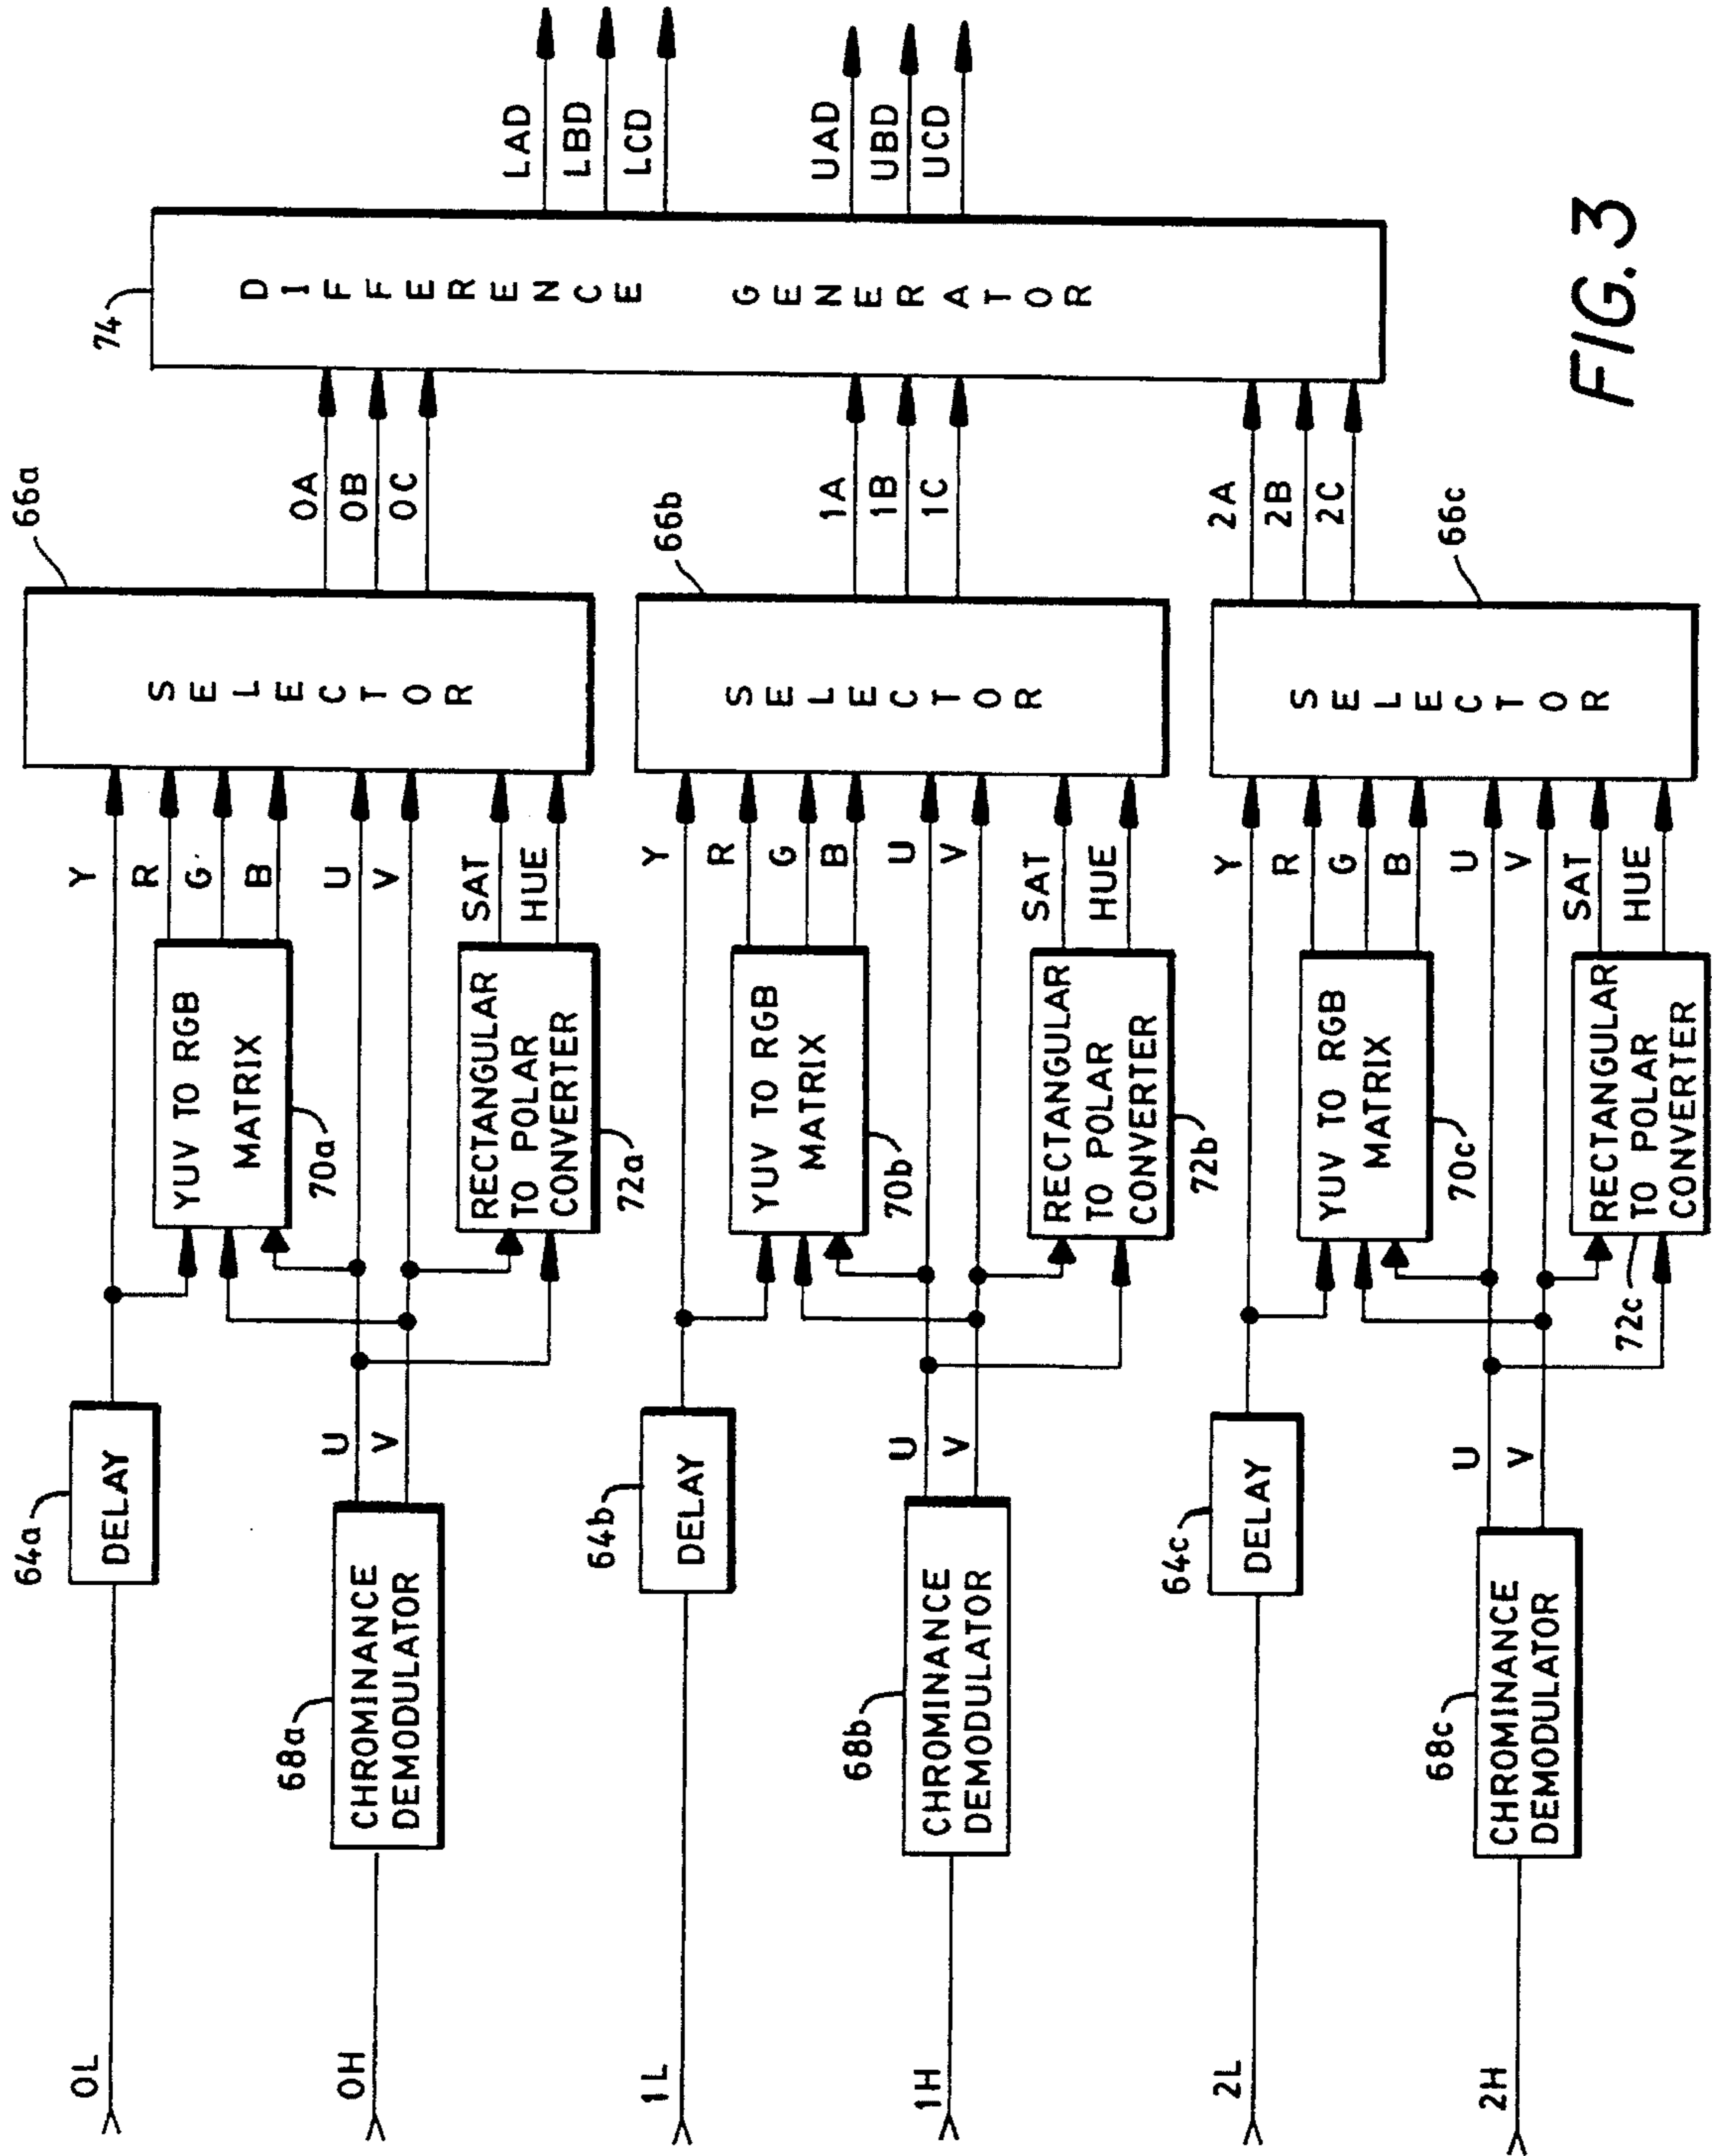 0L
64a
DELAY
Y
66a
SELECTOR
R
G
B
YUV TO RGB
MATRIX
70a
0H
68a
CHROMINANCE
DEMODULATOR
U
V
U
V
SAT
HUE
RECTANGULAR
TO POLAR
CONVERTER
72a
0A
0B
0C
74
DIFFERENCE GENERATOR
LAD
LBD
LCD
1L
64b
DELAY
Y
66b
SELECTOR
R
G
B
YUV TO RGB
MATRIX
70b
1H
68b
CHROMINANCE
DEMODULATOR
U
V
U
V
SAT
HUE
RECTANGULAR
TO POLAR
CONVERTER
72b
1A
1B
1C
UAD
UBD
UCD
2L
64c
DELAY
Y
66c
SELECTOR
R
G
B
YUV TO RGB
MATRIX
70c
2H
68c
CHROMINANCE
DEMODULATOR
U
V
U
V
SAT
HUE
RECTANGULAR
TO POLAR
CONVERTER
72c
2A
2B
2C
FIG. 3